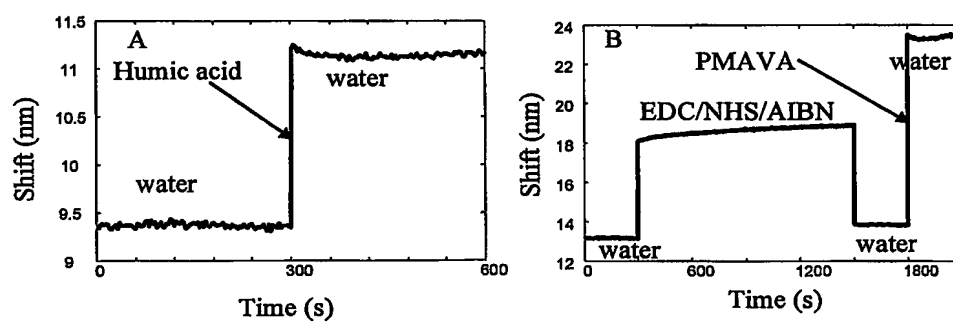 A
Humic acid
water
water
Shift (nm)
11.5
11
10.5
10
9.5
9
0
300
600
Time (s)
B
PMAVA
water
EDC/NHS/AIBN
water
water
Shift (nm)
24
22
20
18
16
14
12
0
600
1200
1800
Time (s)